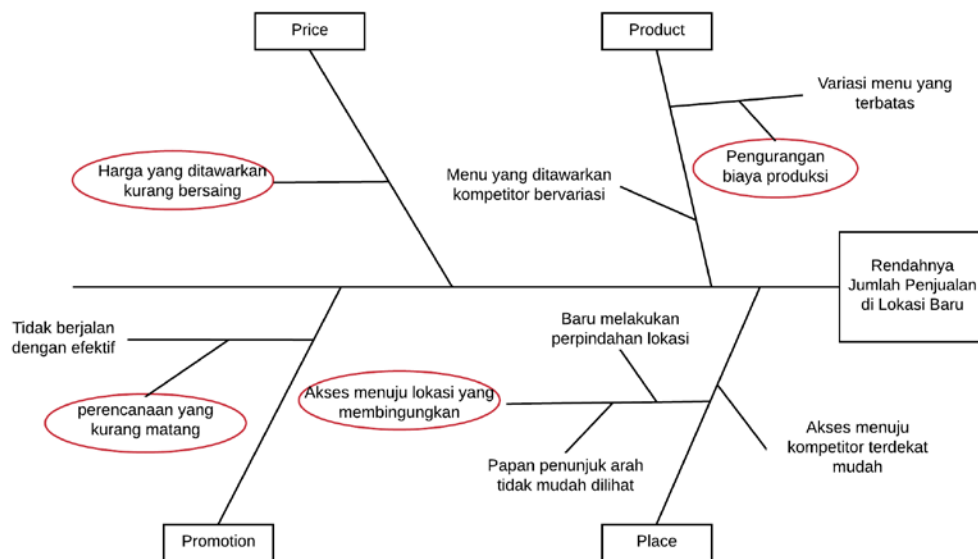 Price
Product
Variasi menu yang
terbatas
Harga yang ditawarkan
kurang bersaing
Menu yang ditawarkan
kompetitor bervariasi
Pengurangan
biaya produksi
Rendahnya
Jumlah Penjualan
di Lokasi Baru
Tidak berjalan
dengan efektif
Baru melakukan
perpindahan lokasi
perencanaan yang
kurang matang
Akses menuju lokasi yang
membingungkan
Papan penunjuk arah
tidak mudah dilihat
Akses menuju
kompetitor terdekat
mudah
Promotion
Place